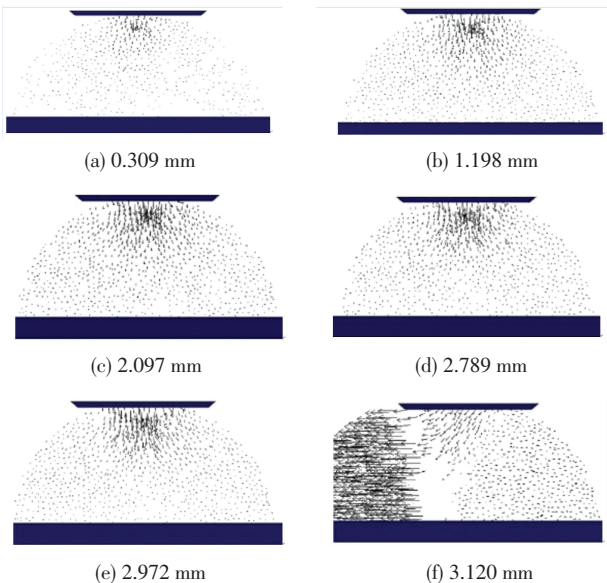 (a) 0.309 mm
(b) 1.198 mm
(c) 2.097 mm
(d) 2.789 mm
(e) 2.972 mm
(f) 3.120 mm